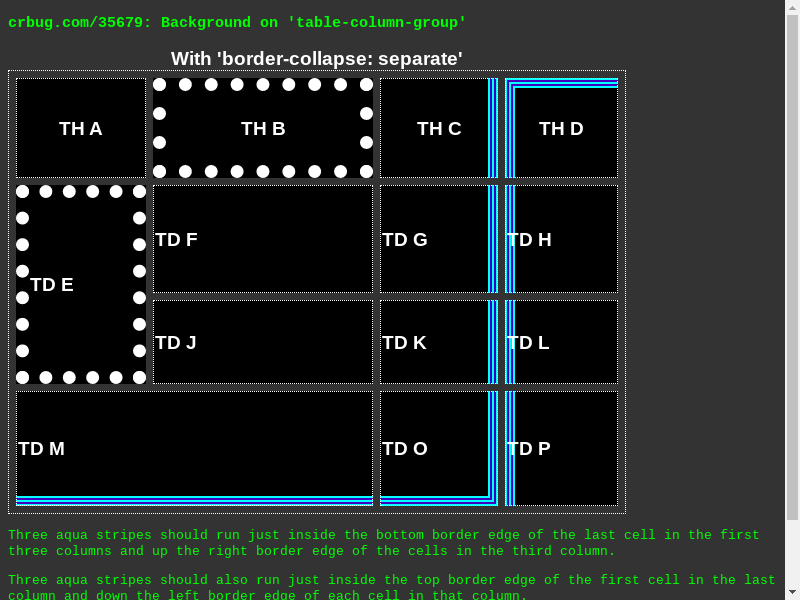 crbug.com/35679: Background on 'table-column-group'
With 'border-collapse: separate'
TH A TH B TH C TH D
TD E TD F TD G TD H
TD J TD K TD L
TD M TD O TD P
Three aqua stripes should run just inside the bottom border edge of the last cell in the first
three columns and up the right border edge of the cells in the third column.
Three aqua stripes should also run just inside the top border edge of the first cell in the last
column and down the left border edge of each cell in that column.